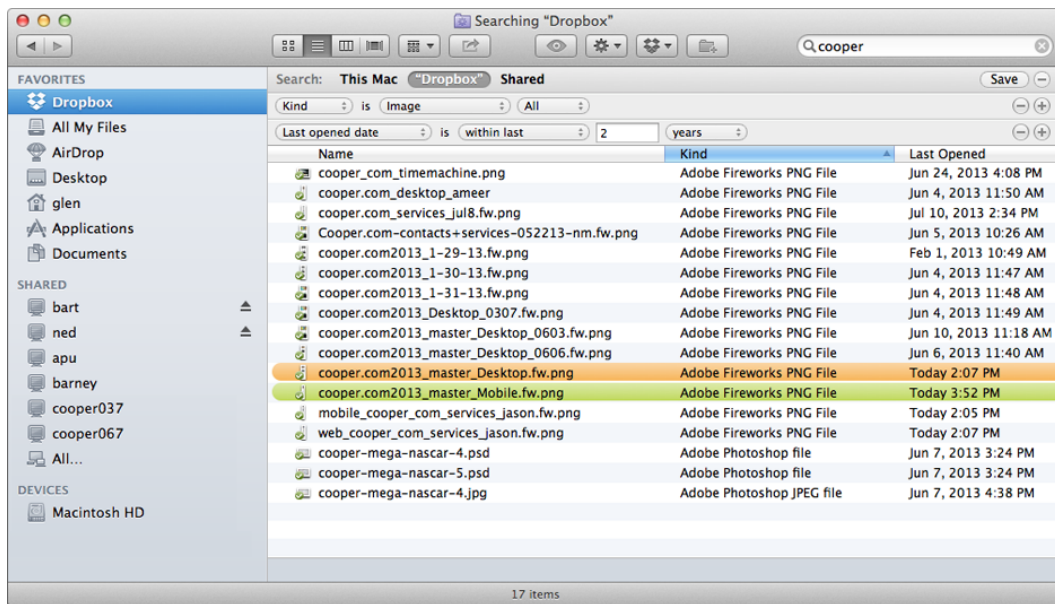 Searching “Dropbox”
cooper
FAVORITES
Dropbox
All My Files
AirDrop
Desktop
glen
Applications
Documents
SHARED
bart
ned
apu
barney
cooper037
cooper067
All...
DEVICES
Macintosh HD
Search: This Mac “Dropbox” Shared Save
Kind is Image All
Last opened date is within last 2 years
Name Kind Last Opened
cooper_com_timemachine.png Adobe Fireworks PNG File Jun 24, 2013 4:08 PM
cooper.com_desktop_ameer Adobe Fireworks PNG File Jun 4, 2013 11:50 AM
cooper.com_services_jul8.fw.png Adobe Fireworks PNG File Jul 10, 2013 2:34 PM
Cooper.com-contacts+services-052213-nm.fw.png Adobe Fireworks PNG File Jun 5, 2013 10:26 AM
cooper.com2013_1-29-13.fw.png Adobe Fireworks PNG File Feb 1, 2013 10:49 AM
cooper.com2013_1-30-13.fw.png Adobe Fireworks PNG File Jun 4, 2013 11:47 AM
cooper.com2013_1-31-13.fw.png Adobe Fireworks PNG File Jun 4, 2013 11:48 AM
cooper.com2013_Desktop_0307.fw.png Adobe Fireworks PNG File Jun 4, 2013 11:49 AM
cooper.com2013_master_Desktop_0603.fw.png Adobe Fireworks PNG File Jun 10, 2013 11:18 AM
cooper.com2013_master_Desktop_0606.fw.png Adobe Fireworks PNG File Jun 6, 2013 11:40 AM
cooper.com2013_master_Desktop.fw.png Adobe Fireworks PNG File Today 2:07 PM
cooper.com2013_master_Mobile.fw.png Adobe Fireworks PNG File Today 3:52 PM
mobile_cooper_com_services_jason.fw.png Adobe Fireworks PNG File Today 2:05 PM
web_cooper_com_services_jason.fw.png Adobe Fireworks PNG File Today 2:07 PM
cooper-mega-nascar-4.psd Adobe Photoshop file Jun 7, 2013 3:24 PM
cooper-mega-nascar-5.psd Adobe Photoshop file Jun 7, 2013 3:24 PM
cooper-mega-nascar-4.jpg Adobe Photoshop JPEG file Jun 7, 2013 4:38 PM
17 items